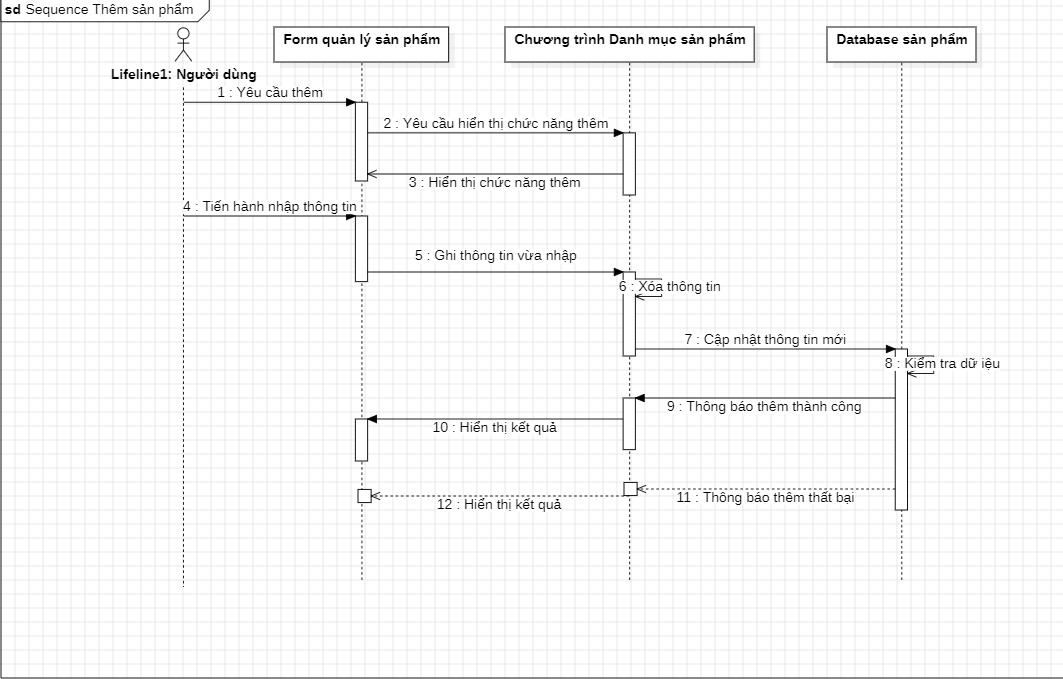 sd Sequence Thêm sản phẩm
Form quản lý sản phẩm
Chương trình Danh mục sản phẩm
Database sản phẩm
Lifeline1: Người dùng
1 : Yêu cầu thêm
2 : Yêu cầu hiển thị chức năng thêm
3 : Hiển thị chức năng thêm
4 : Tiến hành nhập thông tin
5 : Ghi thông tin vừa nhập
6 : Xóa thông tin
7 : Cập nhật thông tin mới
8 : Kiểm tra dữ iệu
9 : Thông báo thêm thành công
10 : Hiển thị kết quả
11 : Thông báo thêm thất bại
12 : Hiển thị kết quả